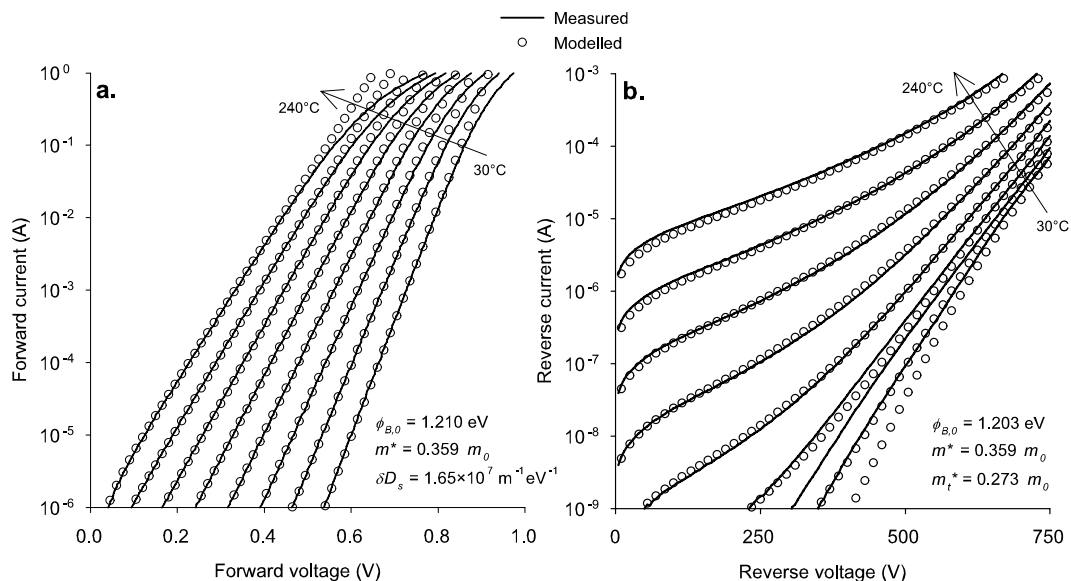 Measured
Modelled
a.
10⁰
10⁻¹
10⁻²
10⁻³
10⁻⁴
10⁻⁵
10⁻⁶
Forward current (A)
240°C
30°C
ϕB,0 = 1.210 eV
m* = 0.359 m0
δDs = 1.65×10⁷ m⁻¹eV⁻¹
0.0 0.2 0.4 0.6 0.8 1.0
Forward voltage (V)
b.
10⁻³
10⁻⁴
10⁻⁵
10⁻⁶
10⁻⁷
10⁻⁸
10⁻⁹
Reverse current (A)
240°C
30°C
ϕB,0 = 1.203 eV
m* = 0.359 m0
mt* = 0.273 m0
0 250 500 750
Reverse voltage (V)